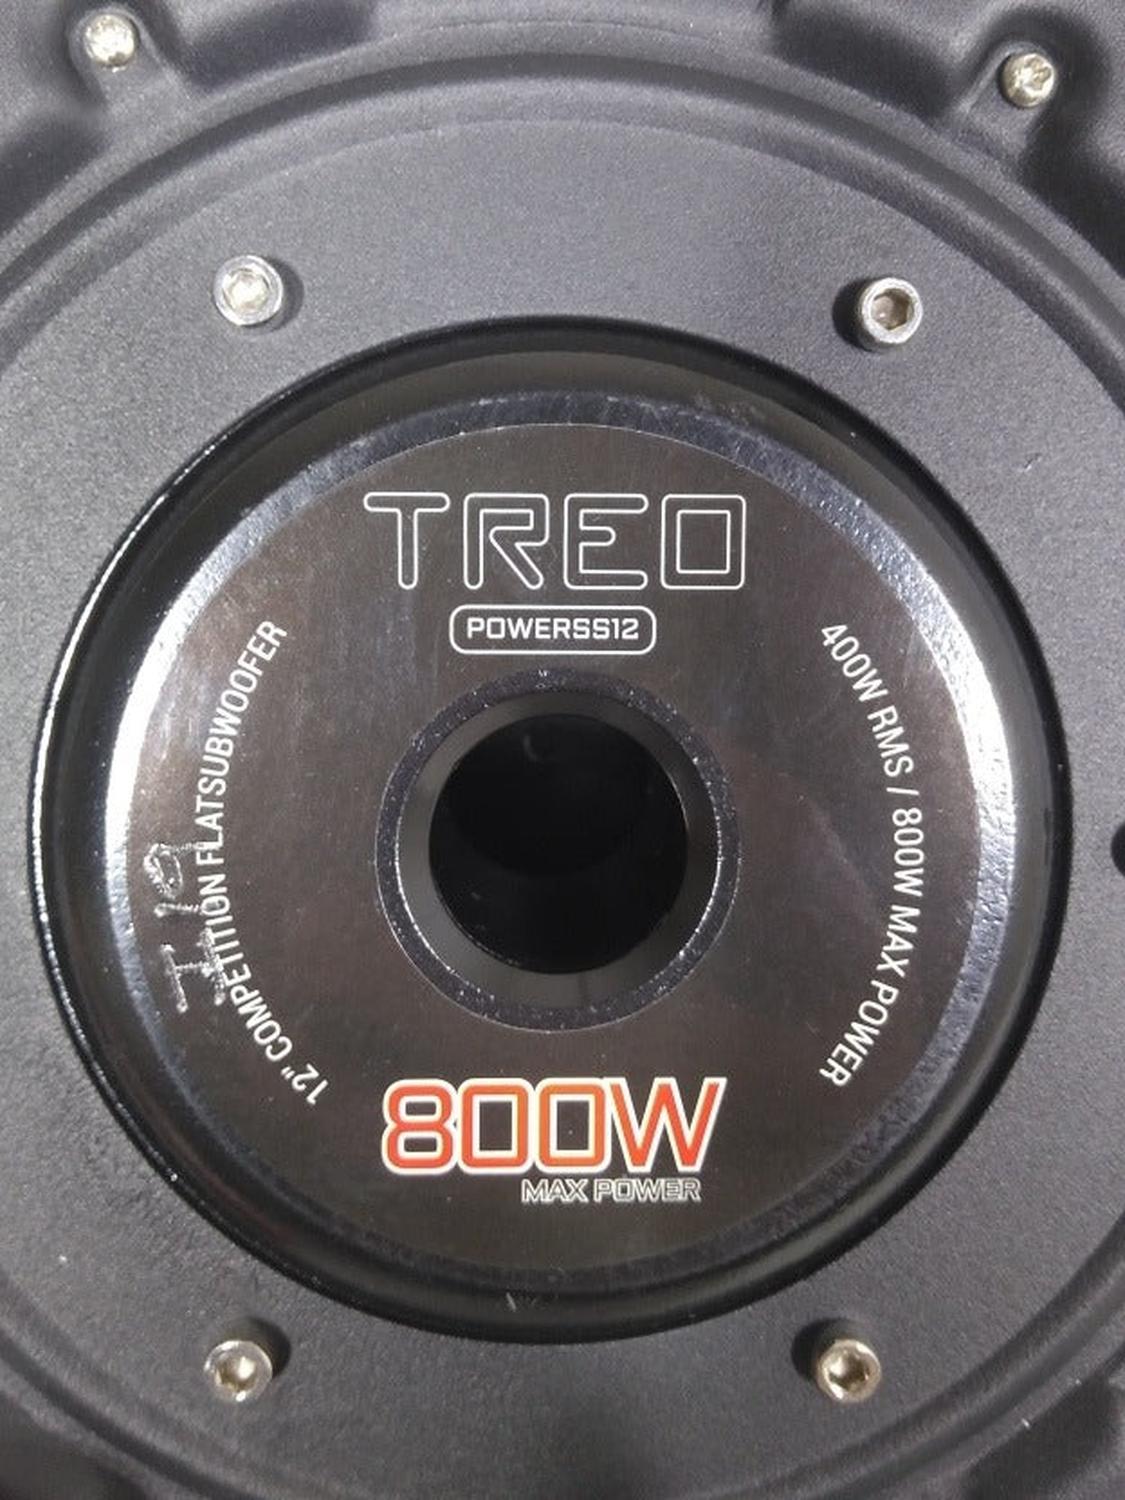 TREO
POWERSS12
12" COMPETITION FLATSUBWOOFER
400W RMS / 800W MAX POWER
800W
MAX POWER